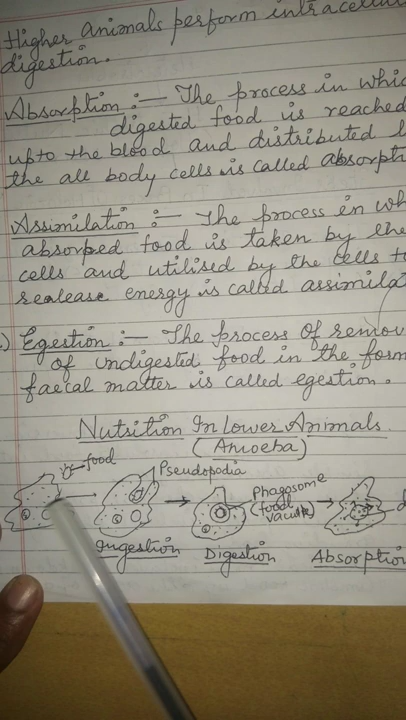 Higher animals perform intracellu
digestion.
Absorption :— The process in whic
digested food is reached
upto the blood and distributed
the all body cells is called absorpti
Assimilation :— The process in wh
absorped food is taken by the
cells and utilised by the cells t
realease energy is called assimila
.) Egestion :— The process of remov
of undigested food in the form
faecal matter is called egestion.
Nutrition In Lower Animals.
(Amoeba)
food
Pseudopodia
Phagosome
(food
vacuole)
Ingestion Digestion Absorption